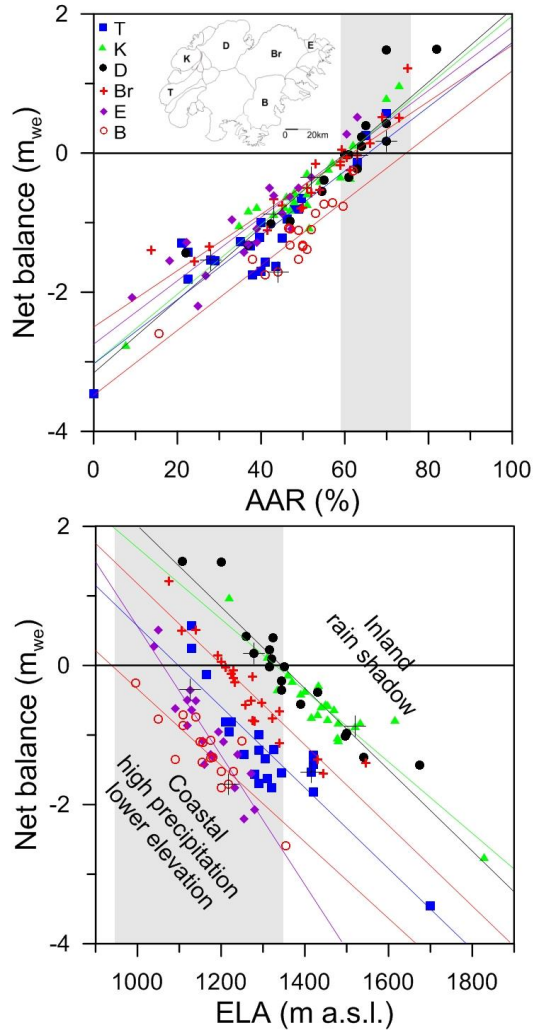 T
K
D
Br
E
B
D
Br
E
K
T
B
0 20km
Net balance (mwe)
2
0
-2
-4
0 20 40 60 80 100
AAR (%)
Net balance (mwe)
2
0
-2
-4
Inland
rain shadow
Coastal
high precipitation
lower elevation
1000 1200 1400 1600 1800
ELA (m a.s.l.)